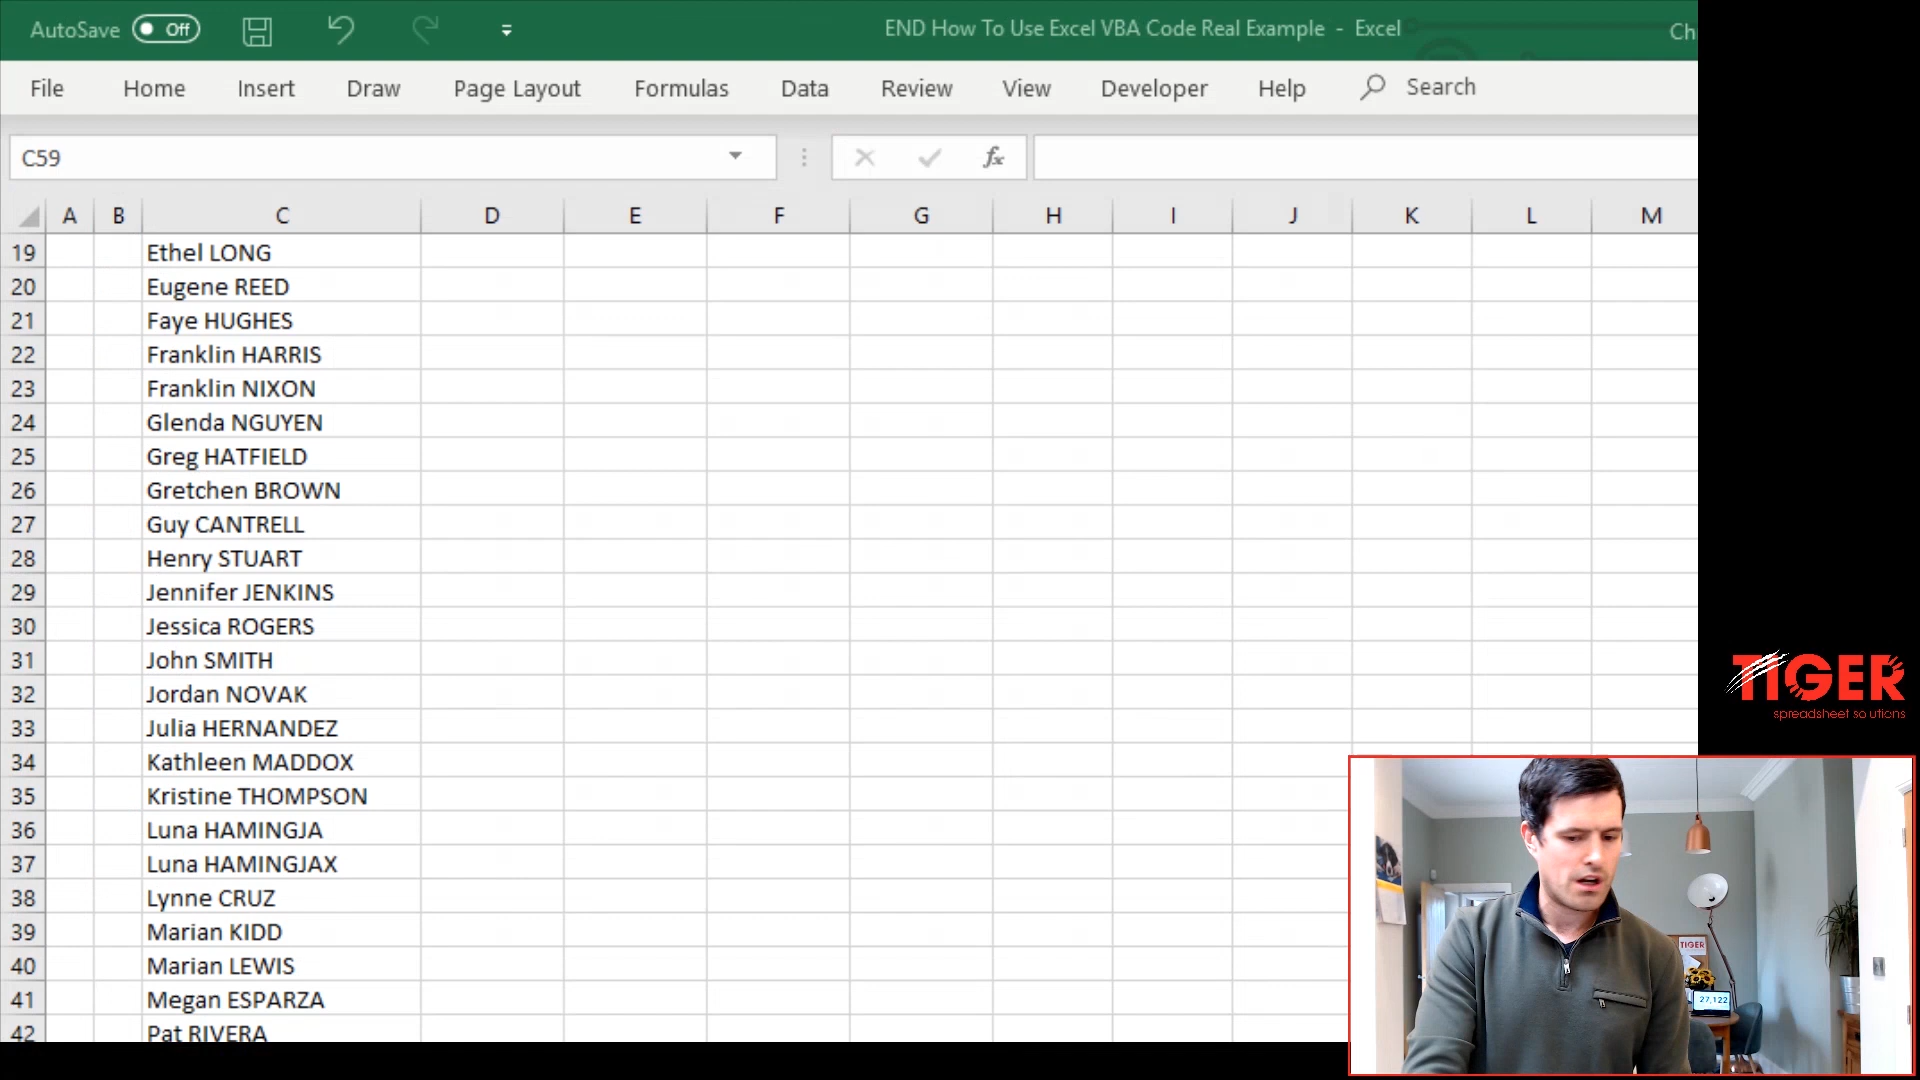 AutoSave Off END How To Use Excel VBA Code Real Example - Excel Ch
File Home Insert Draw Page Layout Formulas Data Review View Developer Help Search
C59 fx
A B C D E F G H I J K L M
19 Ethel LONG
20 Eugene REED
21 Faye HUGHES
22 Franklin HARRIS
23 Franklin NIXON
24 Glenda NGUYEN
25 Greg HATFIELD
26 Gretchen BROWN
27 Guy CANTRELL
28 Henry STUART
29 Jennifer JENKINS
30 Jessica ROGERS
31 John SMITH
32 Jordan NOVAK
33 Julia HERNANDEZ
34 Kathleen MADDOX
35 Kristine THOMPSON
36 Luna HAMINGJA
37 Luna HAMINGJAX
38 Lynne CRUZ
39 Marian KIDD
40 Marian LEWIS
41 Megan ESPARZA
42 Pat RIVERA
TIGER
spreadsheet solutions
TIGER
27,122